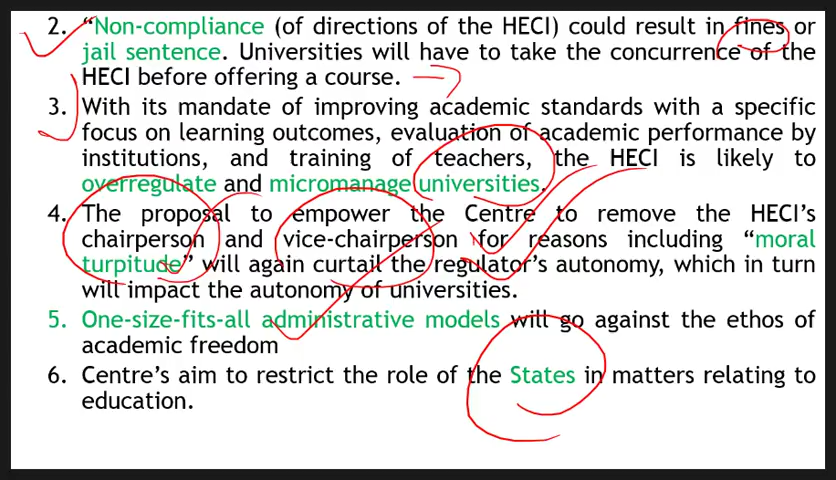 2. "Non-compliance (of directions of the HECI) could result in fines or
jail sentence. Universities will have to take the concurrence of the
HECI before offering a course.
3. With its mandate of improving academic standards with a specific
focus on learning outcomes, evaluation of academic performance by
institutions, and training of teachers, the HECI is likely to
overregulate and micromanage universities.
4. The proposal to empower the Centre to remove the HECI's
chairperson and vice-chairperson for reasons including "moral
turpitude" will again curtail the regulator's autonomy, which in turn
will impact the autonomy of universities.
5. One-size-fits-all administrative models will go against the ethos of
academic freedom
6. Centre's aim to restrict the role of the States in matters relating to
education.